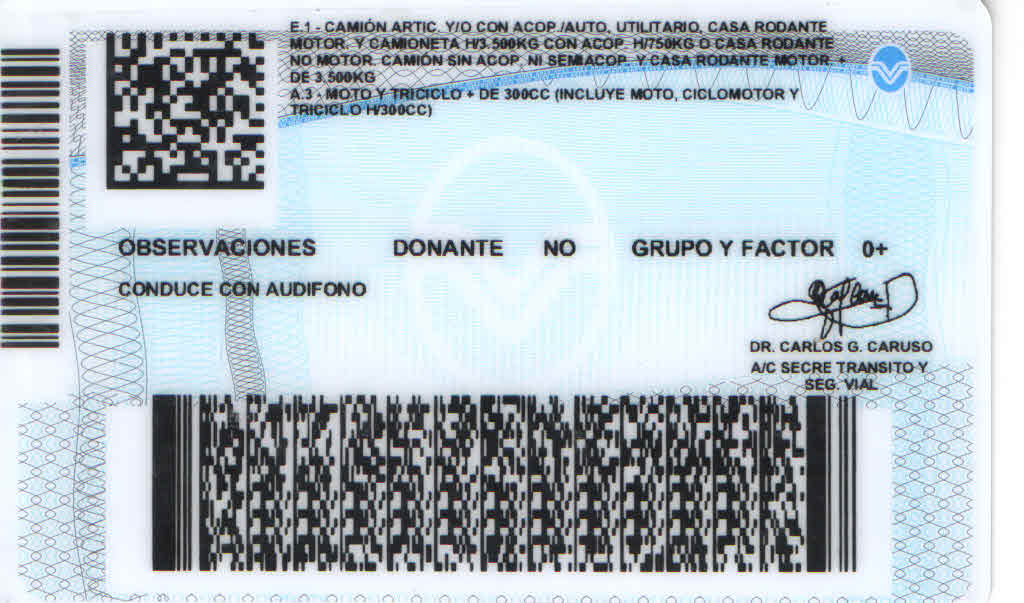 E.1 - CAMIÓN ARTIC. Y/O CON ACOP./AUTO, UTILITARIO, CASA RODANTE
MOTOR. Y CAMIONETA H/3.500KG CON ACOP. H/750KG O CASA RODANTE
NO MOTOR. CAMIÓN SIN ACOP, NI SEMIACOP. Y CASA RODANTE MOTOR. +
DE 3.500KG
A.3 - MOTO Y TRICICLO + DE 300CC (INCLUYE MOTO, CICLOMOTOR Y
TRICICLO H/300CC)
OBSERVACIONES DONANTE NO GRUPO Y FACTOR 0+
CONDUCE CON AUDIFONO
DR. CARLOS G. CARUSO
A/C SECRE TRANSITO Y
SEG. VIAL